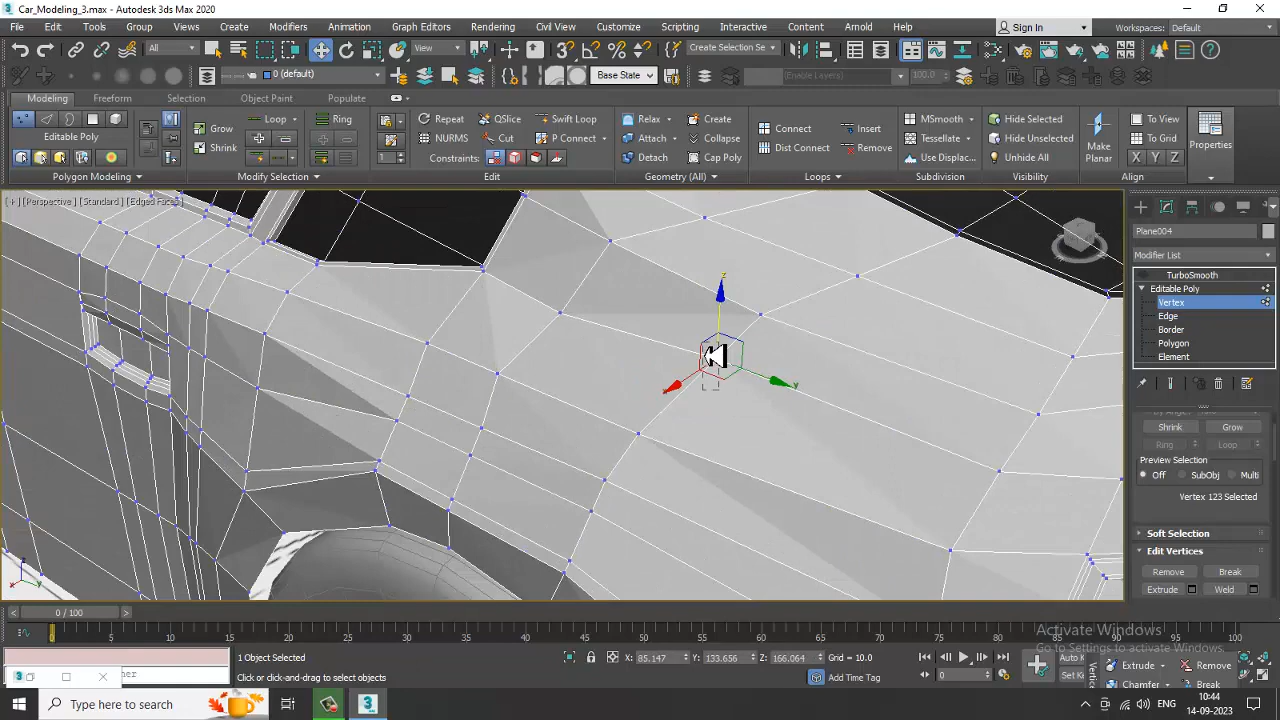 Car_Modeling_3.max - Autodesk 3ds Max 2020
File Edit Tools Group Views Create Modifiers Animation Graph Editors Rendering Civil View Customize Scripting Interactive Content Arnold Help Sign In Workspaces: Default
All View Create Selection Se
0 (default) Base State (Enable Layers) 100.0
Modeling Freeform Selection Object Paint Populate
Loop Ring Repeat QSlice Swift Loop Relax Create Connect Insert MSmooth Hide Selected To View
Grow
Editable Poly NURMS Cut P Connect Attach Collapse Dist Connect Remove Tessellate Hide Unselected To Grid Make Planar Properties
Shrink
Constraints: Detach Cap Poly Use Displac... Unhide All X Y Z
Polygon Modeling Modify Selection Edit Geometry (All) Loops Subdivision Visibility Align
[+] [Perspective] [Standard] [Edged Faces]
z
x
y
Plane004
Modifier List
TurboSmooth
Editable Poly
Vertex
Edge
Border
Polygon
Element
Shrink Grow
Ring Loop
Preview Selection
Off SubObj Multi
Vertex 123 Selected
Soft Selection
Edit Vertices
Remove Break
Extrude Weld
0 / 100
0 5 10 15 20 25 30 35 40 45 50 55 60 65 70 75 80 85 90 95 100
Activate Windows
Go to Settings to activate Windows.
1 Object Selected X: 85.147 Y: 133.656 Z: 166.064 Grid = 10.0
Click or click-and-drag to select objects Add Time Tag
0
Auto K
Set Ke
Extrude Remove
Chamfer Break
Type here to search
ENG
10:44
14-09-2023